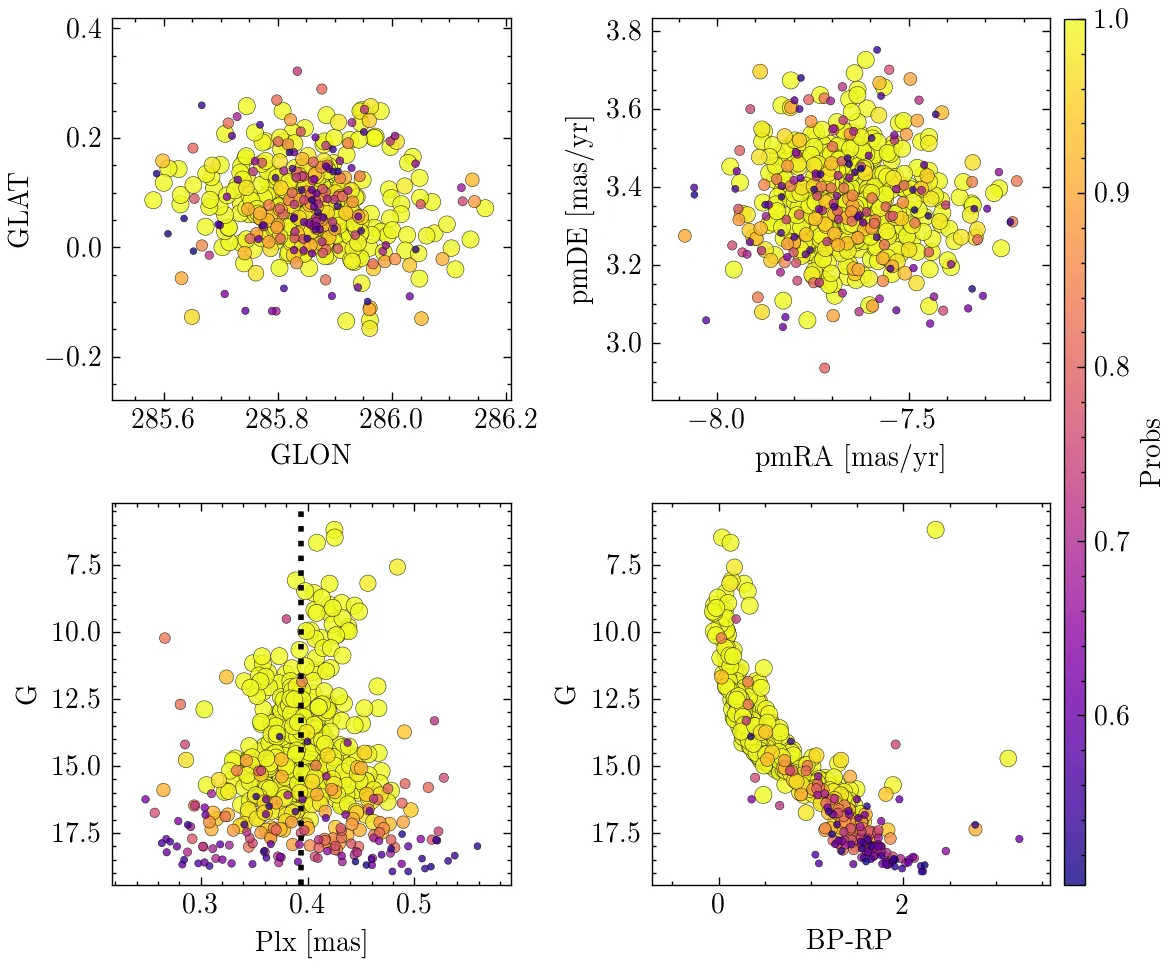 0.4
0.2
0.0
−0.2
GLAT
285.6 285.8 286.0 286.2
GLON
3.8
3.6
3.4
3.2
3.0
pmDE [mas/yr]
−8.0 −7.5
pmRA [mas/yr]
7.5
10.0
12.5
15.0
17.5
G
0.3 0.4 0.5
Plx [mas]
7.5
10.0
12.5
15.0
17.5
G
0 2
BP-RP
1.0
0.9
0.8
0.7
0.6
Probs